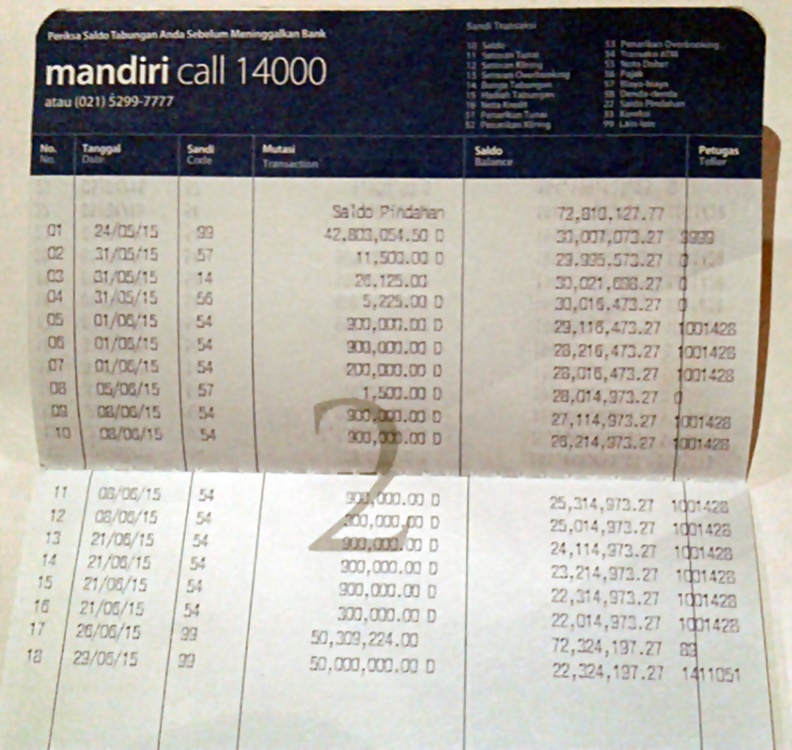 Periksa Saldo Tabungan Anda Sebelum Meninggalkan Bank
mandiri call 14000
atau (021) 5299-7777
Sandi Transaksi
10 Saldo
11 Setoran Tunai
12 Setoran Kliring
13 Setoran Overbooking
14 Bunga Tabungan
16 Nota Kredit
51 Penarikan Tunai
52 Penarikan Kliring
53 Penarikan Overbooking
54 Transaksi ATM
55 Nota Debet
56 Pajak
57 Biaya-biaya
58 Denda-denda
22 Saldo Pindahan
33 Koreksi
99 Lain-lain
No. Tanggal Sandi Mutasi Saldo Petugas
No. Date Code Transaction Balance Teller
Saldo Pindahan 72,810.127.77
01 24/05/15 99 42,803,054.50 D 30,007,073.27 9999
02 31/05/15 57 11,500.00 D 29.995.573.27 0
03 31/05/15 14 26.125.00 30,021,698.27 0
04 31/05/15 56 5,225.00 D 30,016,473.27 0
05 01/06/15 54 900,000.00 D 29,116,473.27 1001428
06 01/06/15 54 900,000.00 D 28,216,473.27 1001428
07 01/06/15 54 200,000.00 D 28,016,473.27 1001428
08 05/06/15 57 1,500.00 D 28,014,973.27 0
09 08/06/15 54 900,000.00 D 27,114,973.27 1001428
10 08/06/15 54 900,000.00 D 26,214,973.27 1001428
2
11 08/06/15 54 900,000.00 D 25,314,973.27 1001428
12 08/06/15 54 300,000.00 D 25,014,973.27 1001428
13 21/06/15 54 900,000.00 D 24,114,973.27 1001428
14 21/06/15 54 900,000.00 D 23,214,973.27 1001428
15 21/06/15 54 900,000.00 D 22,314,973.27 1001428
16 21/06/15 54 300,000.00 D 22,014,973.27 1001428
17 26/06/15 99 50,309,224.00 72,324,197.27 89
18 29/06/15 99 50,000,000.00 D 22,324,197.27 1411051